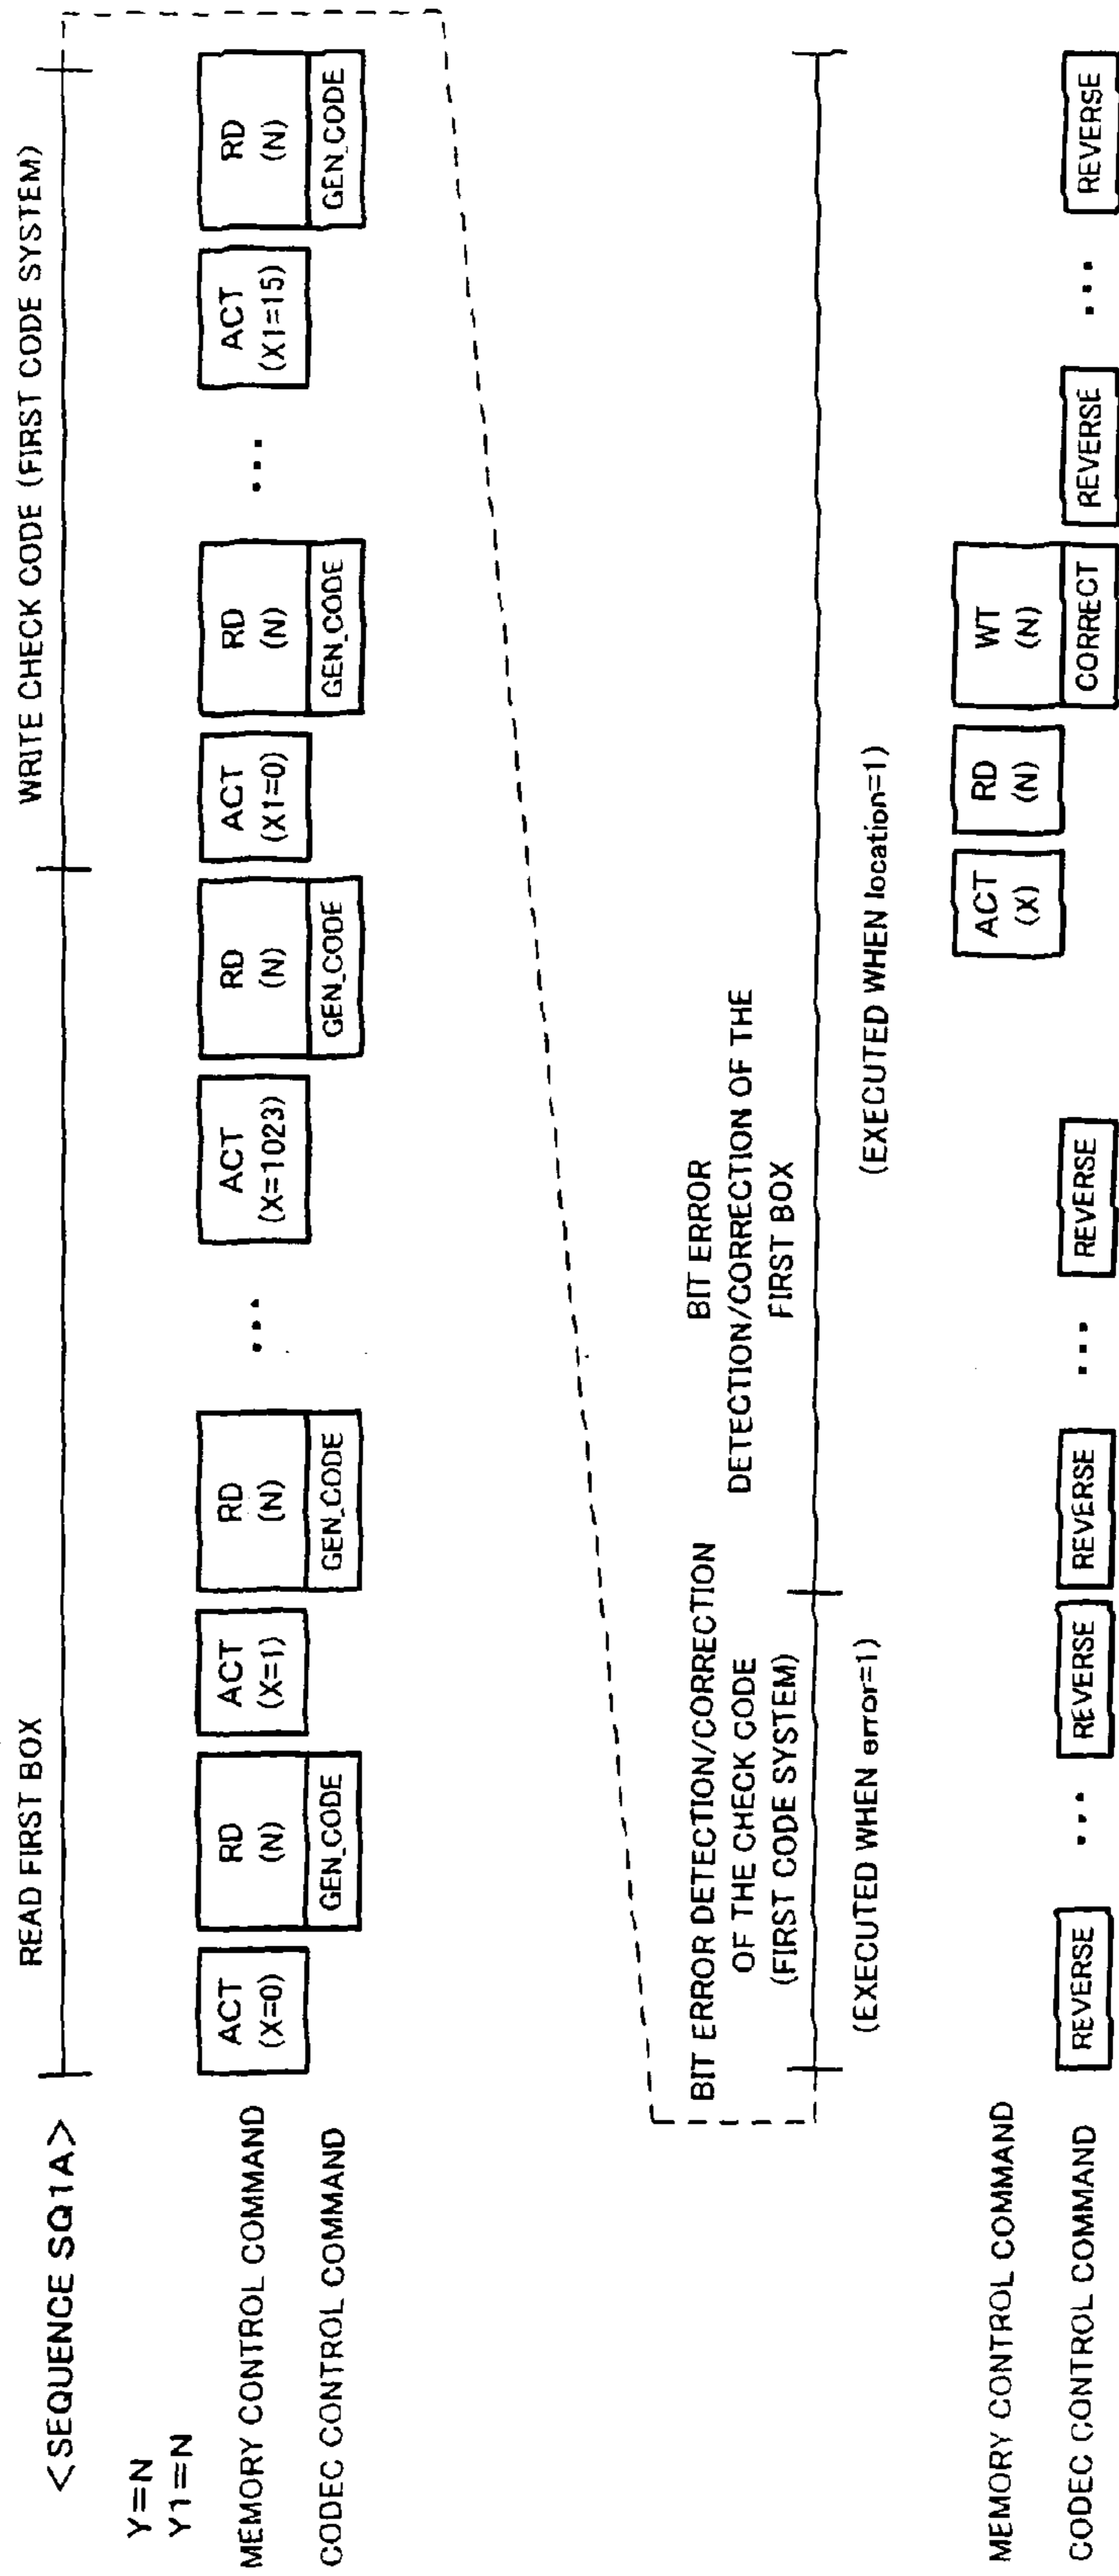 <SEQUENCE SQ1A>
READ FIRST BOX
WRITE CHECK CODE (FIRST CODE SYSTEM)
Y=N
Y1=N
MEMORY CONTROL COMMAND
ACT
(X=0)
RD
(N)
ACT
(X=1)
RD
(N)
...
ACT
(X=1023)
RD
(N)
ACT
(X1=0)
RD
(N)
...
ACT
(X1=15)
RD
(N)
CODEC CONTROL COMMAND
GEN_CODE
GEN_CODE
GEN_CODE
GEN_CODE
GEN_CODE
BIT ERROR DETECTION/CORRECTION
OF THE CHECK CODE
(FIRST CODE SYSTEM)
BIT ERROR
DETECTION/CORRECTION OF THE
FIRST BOX
(EXECUTED WHEN error=1)
(EXECUTED WHEN location=1)
MEMORY CONTROL COMMAND
ACT
(X)
RD
(N)
WT
(N)
CODEC CONTROL COMMAND
REVERSE
...
REVERSE
REVERSE
...
REVERSE
CORRECT
REVERSE
...
REVERSE